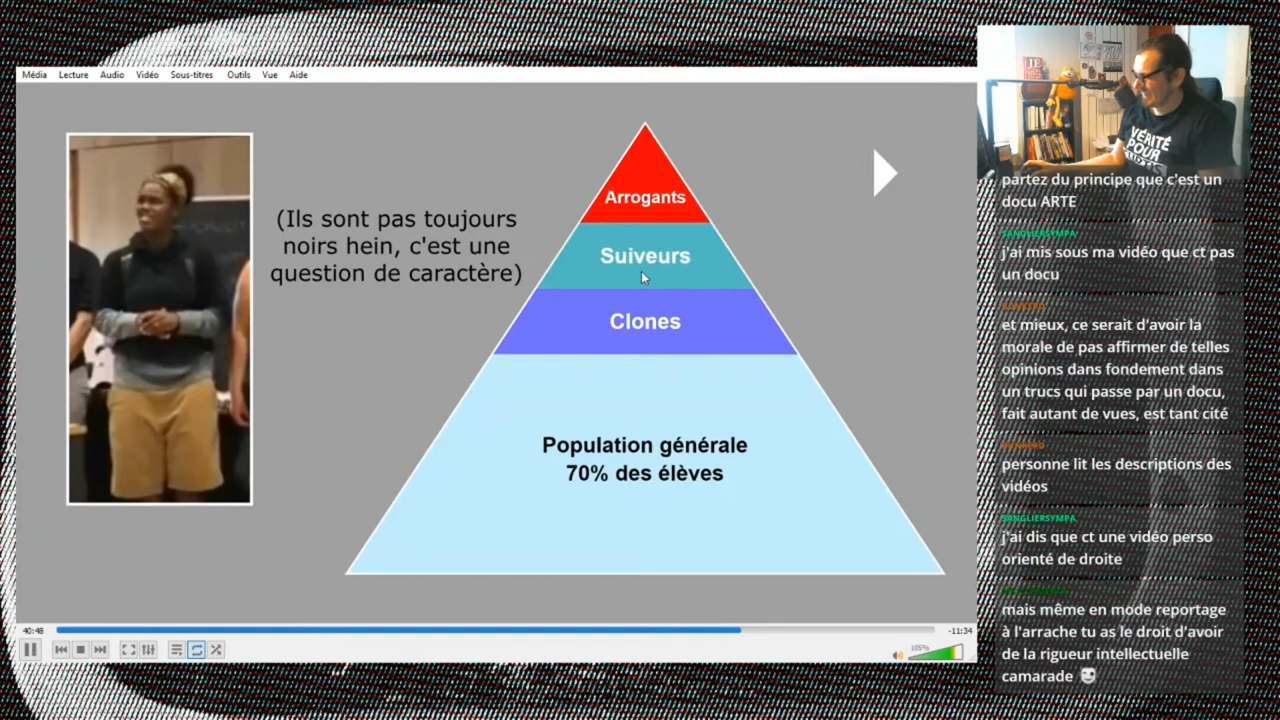 Média Lecture Audio Vidéo Sous-titres Outils Vue Aide
(Ils sont pas toujours
noirs hein, c'est une
question de caractère)
Arrogants
Suiveurs
Clones
Population générale
70% des élèves
40:48
-11:34
105%
JE
VÉRITÉ
POUR
partez du principe que c'est un
docu ARTE
SANGLIERSYMPA
j'ai mis sous ma vidéo que ct pas
un docu
et mieux, ce serait d'avoir la
morale de pas affirmer de telles
opinions dans fondement dans
un trucs qui passe par un docu,
fait autant de vues, est tant cité
personne lit les descriptions des
vidéos
SANGLIERSYMPA
j'ai dis que ct une vidéo perso
orienté de droite
mais même en mode reportage
à l'arrache tu as le droit d'avoir
de la rigueur intellectuelle
camarade